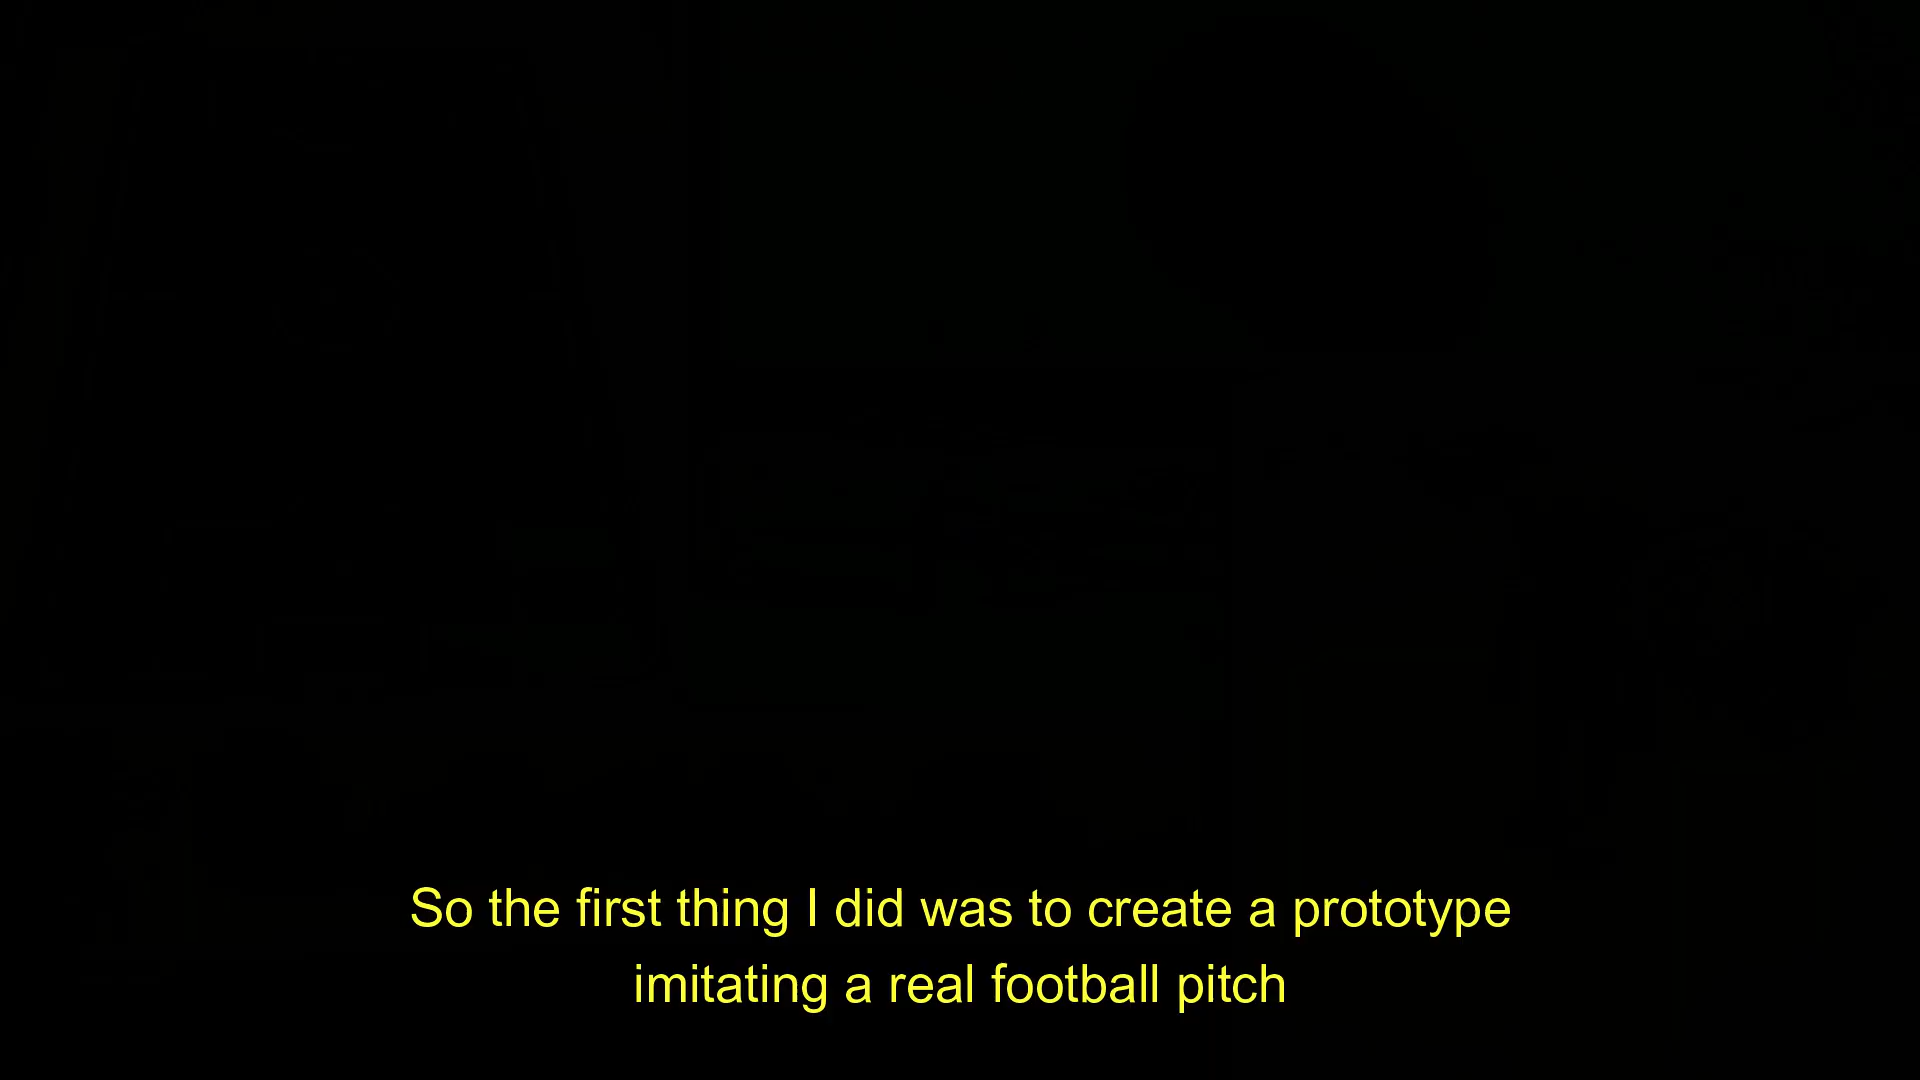 So the first thing I did was to create a prototype
imitating a real football pitch